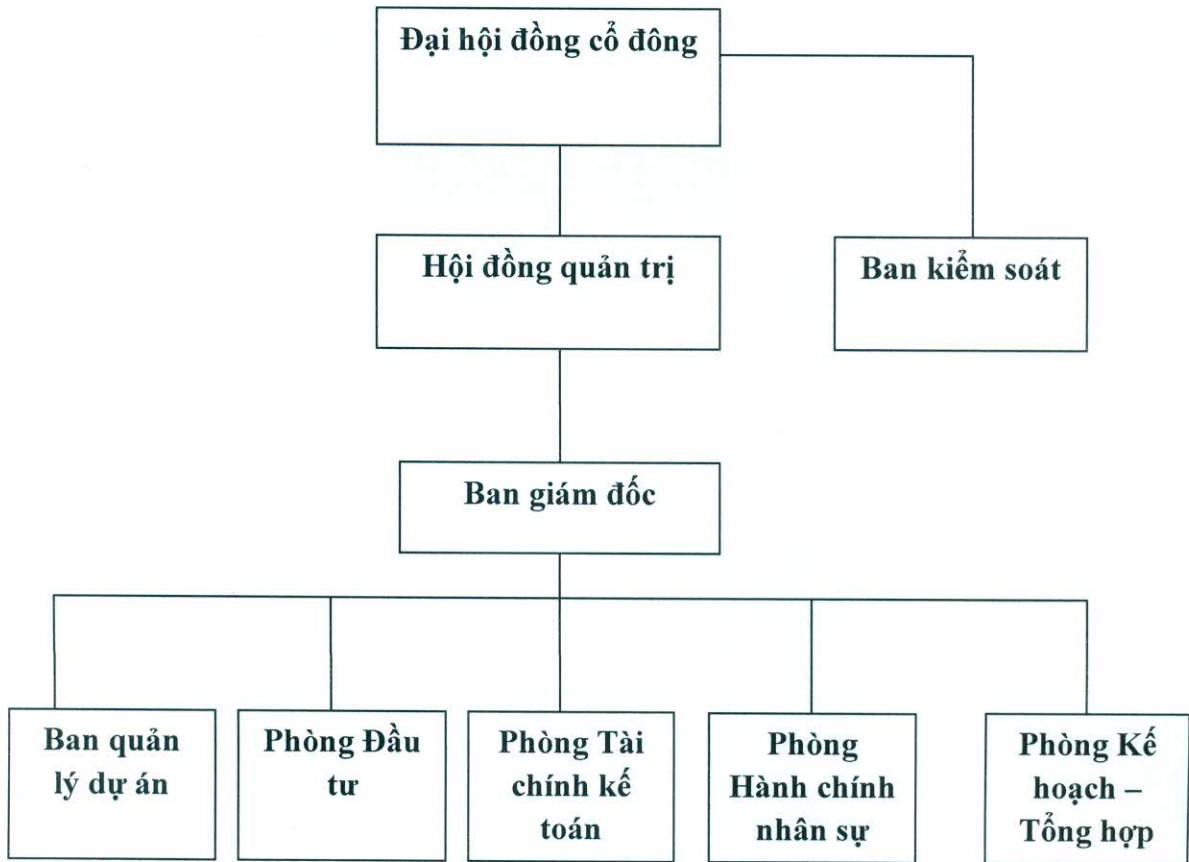 Đại hội đồng cổ đông
Hội đồng quản trị
Ban kiểm soát
Ban giám đốc
Ban quản
lý dự án
Phòng Đầu
tư
Phòng Tài
chính kế
toán
Phòng
Hành chính
nhân sự
Phòng Kế
hoạch –
Tổng hợp